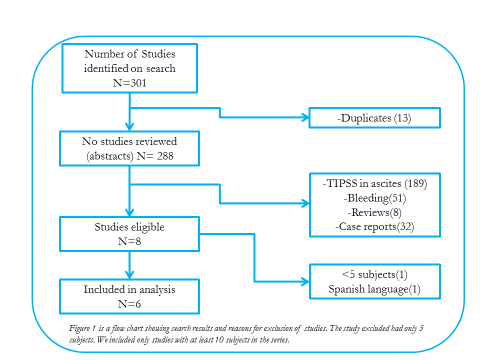 Number of Studies
identified on search
N=301
-Duplicates (13)
No studies reviewed
(abstracts) N= 288
-TIPSS in ascites (189)
-Bleeding(51)
-Reviews(8)
-Case reports(32)
Studies eligible
N=8
<5 subjects(1)
Spanish language(1)
Included in analysis
N=6
Figure 1 is a flow chart showing search results and reasons for exclusion of studies. The study excluded had only 3
subjects. We included only studies with at least 10 subjects in the series.